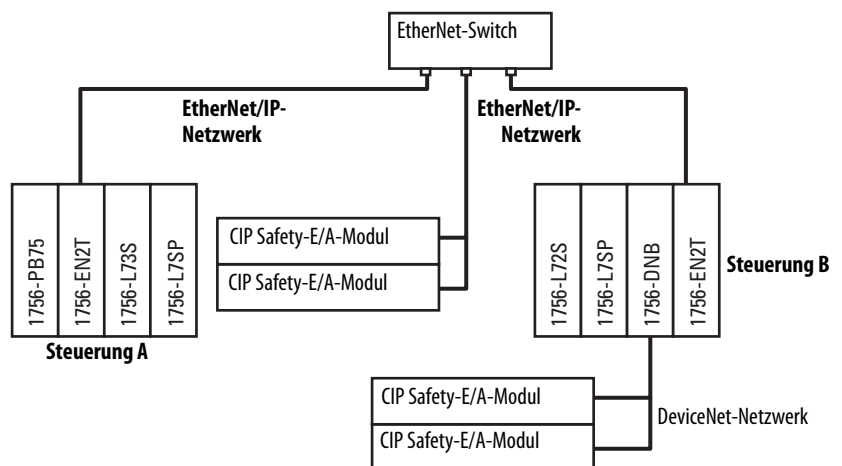 EtherNet-Switch
EtherNet/IP-
Netzwerk
EtherNet/IP-
Netzwerk
1756-PB75
1756-EN2T
1756-L73S
1756-L7SP
Steuerung A
CIP Safety-E/A-Modul
CIP Safety-E/A-Modul
1756-L72S
1756-L7SP
1756-DNB
1756-EN2T
Steuerung B
CIP Safety-E/A-Modul
CIP Safety-E/A-Modul
DeviceNet-Netzwerk